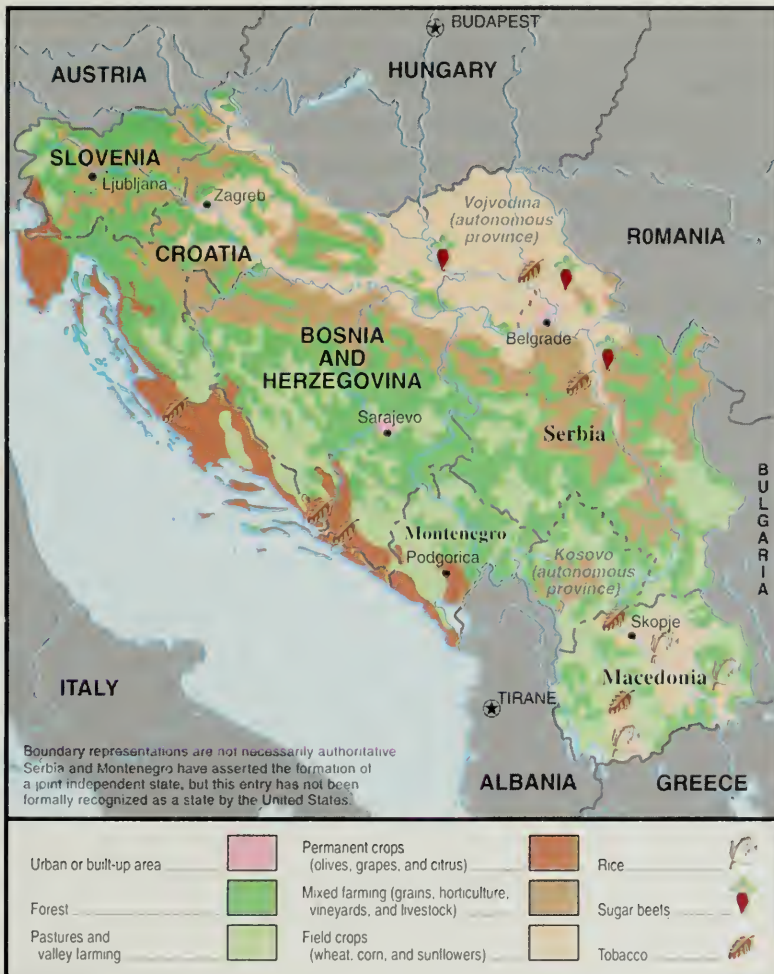 BUDAPEST
AUSTRIA
HUNGARY
SLOVENIA
Ljubljana
Zagreb
Vojvodina
(autonomous
province)
R0MANIA
CROATIA
BOSNIA
AND
HERZEGOVINA
Belgrade
Sarajevo
Serbia
BULGARIA
Montenegro
Podgorica
Kosovo
(autonomous
province)
Skopje
Macedonia
ITALY
TIRANE
ALBANIA
GREECE
Boundary representations are not necessarily authoritative
Serbia and Montenegro have asserted the formation of
a joint independent state, but this entry has not been
formally recognized as a state by the United States.
Urban or built-up area
Forest
Pastures and
valley farming
Permanent crops
(olives, grapes, and citrus)
Mixed farming (grains, horticulture,
vineyards, and livestock)
Field crops
(wheat, corn, and sunflowers)
Rice
Sugar beets
Tobacco